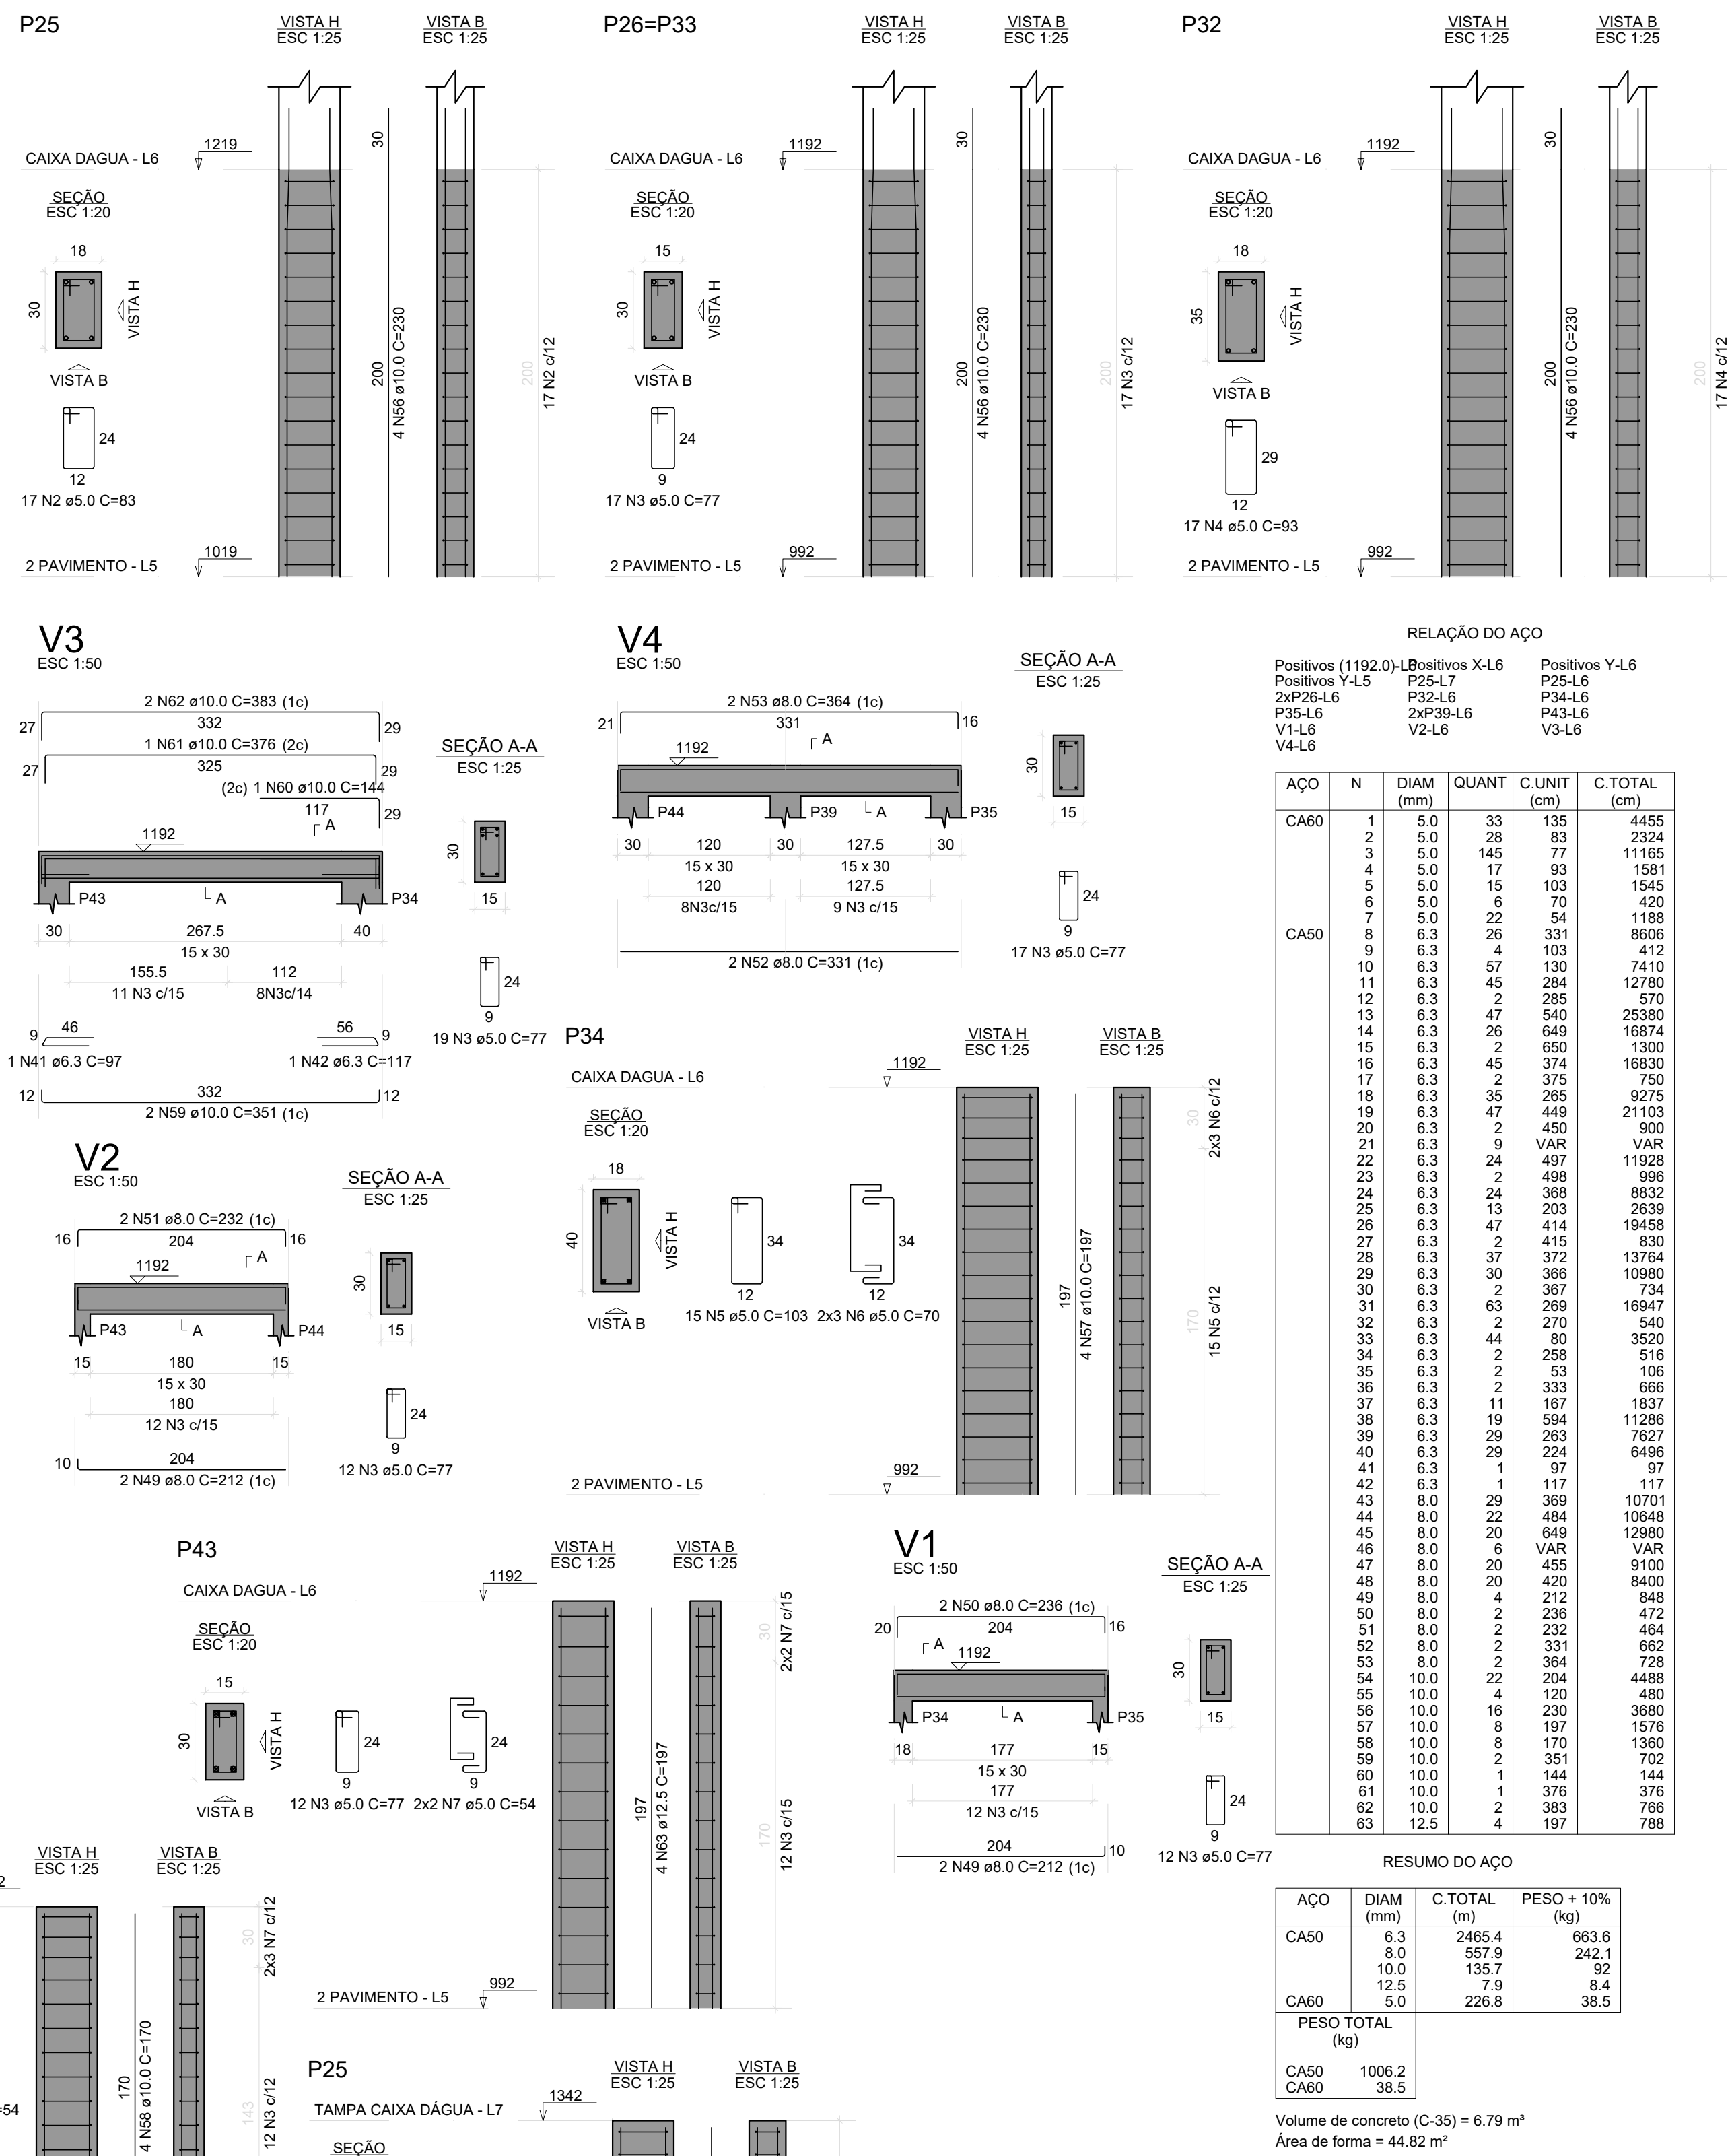 P25
VISTA H
ESC 1:25
VISTA B
ESC 1:25
CAIXA DAGUA - L6
1219
30
SEÇÃO
ESC 1:20
18
30
VISTA H
VISTA B
24
12
17 N2 ø5.0 C=83
200
4 N56 ø10.0 C=230
200
17 N2 c/12
2 PAVIMENTO - L5
1019
P26=P33
VISTA H
ESC 1:25
VISTA B
ESC 1:25
CAIXA DAGUA - L6
1192
30
SEÇÃO
ESC 1:20
15
30
VISTA H
VISTA B
24
9
17 N3 ø5.0 C=77
200
4 N56 ø10.0 C=230
200
17 N3 c/12
2 PAVIMENTO - L5
992
P32
VISTA H
ESC 1:25
VISTA B
ESC 1:25
CAIXA DAGUA - L6
1192
30
SEÇÃO
ESC 1:20
18
35
VISTA H
VISTA B
29
12
17 N4 ø5.0 C=93
200
4 N56 ø10.0 C=230
200
17 N4 c/12
2 PAVIMENTO - L5
992
V3
ESC 1:50
2 N62 ø10.0 C=383 (1c)
27 332 29
1 N61 ø10.0 C=376 (2c)
27 325 29
(2c) 1 N60 ø10.0 C=144
117 29
A
1192
P43 A P34
30 267.5 40
15 x 30
155.5 112
11 N3 c/15 8N3c/14
9 46 56 9
1 N41 ø6.3 C=97 1 N42 ø6.3 C=117
12 332 12
2 N59 ø10.0 C=351 (1c)
SEÇÃO A-A
ESC 1:25
30
15
24
9
19 N3 ø5.0 C=77
V4
ESC 1:50
2 N53 ø8.0 C=364 (1c)
21 331 16
A
1192
P44 P39 A P35
30 120 30 127.5 30
15 x 30 15 x 30
120 127.5
8N3c/15 9 N3 c/15
2 N52 ø8.0 C=331 (1c)
SEÇÃO A-A
ESC 1:25
30
15
24
9
17 N3 ø5.0 C=77
V2
ESC 1:50
2 N51 ø8.0 C=232 (1c)
16 204 16
A
1192
P43 A P44
15 180 15
15 x 30
180
12 N3 c/15
10 204
2 N49 ø8.0 C=212 (1c)
SEÇÃO A-A
ESC 1:25
30
15
24
9
12 N3 ø5.0 C=77
P34
VISTA H
ESC 1:25
VISTA B
ESC 1:25
CAIXA DAGUA - L6
1192
SEÇÃO
ESC 1:20
18
40
VISTA H
VISTA B
34
12
15 N5 ø5.0 C=103
34
12
2x3 N6 ø5.0 C=70
197
4 N57 ø10.0 C=197
30
2x3 N6 c/12
170
15 N5 c/12
2 PAVIMENTO - L5
992
P43
VISTA H
ESC 1:25
VISTA B
ESC 1:25
CAIXA DAGUA - L6
1192
SEÇÃO
ESC 1:20
15
30
VISTA H
VISTA B
24
9
12 N3 ø5.0 C=77
24
9
2x2 N7 ø5.0 C=54
197
4 N63 ø12.5 C=197
30
2x2 N7 c/15
170
12 N3 c/15
2 PAVIMENTO - L5
992
V1
ESC 1:50
2 N50 ø8.0 C=236 (1c)
20 204 16
A
1192
P34 A P35
18 177 15
15 x 30
177
12 N3 c/15
204 10
2 N49 ø8.0 C=212 (1c)
SEÇÃO A-A
ESC 1:25
30
15
24
9
12 N3 ø5.0 C=77
2
VISTA H
ESC 1:25
VISTA B
ESC 1:25
=54
170
4 N58 ø10.0 C=170
30
2x3 N7 c/12
143
12 N3 c/12
P25
VISTA H
ESC 1:25
VISTA B
ESC 1:25
TAMPA CAIXA DÁGUA - L7
1342
SEÇÃO
RELAÇÃO DO AÇO
Positivos (1192.0)-L6 Positivos X-L6 Positivos Y-L6
Positivos Y-L5 P25-L7 P25-L6
2xP26-L6 P32-L6 P34-L6
P35-L6 2xP39-L6 P43-L6
V1-L6 V2-L6 V3-L6
V4-L6
AÇO N DIAM QUANT C.UNIT C.TOTAL
(mm) (cm) (cm)
CA60 1 5.0 33 135 4455
2 5.0 28 83 2324
3 5.0 145 77 11165
4 5.0 17 93 1581
5 5.0 15 103 1545
6 5.0 6 70 420
7 5.0 22 54 1188
CA50 8 6.3 26 331 8606
9 6.3 4 103 412
10 6.3 57 130 7410
11 6.3 45 284 12780
12 6.3 2 285 570
13 6.3 47 540 25380
14 6.3 26 649 16874
15 6.3 2 650 1300
16 6.3 45 374 16830
17 6.3 2 375 750
18 6.3 35 265 9275
19 6.3 47 449 21103
20 6.3 2 450 900
21 6.3 9 VAR VAR
22 6.3 24 497 11928
23 6.3 2 498 996
24 6.3 24 368 8832
25 6.3 13 203 2639
26 6.3 47 414 19458
27 6.3 2 415 830
28 6.3 37 372 13764
29 6.3 30 366 10980
30 6.3 2 367 734
31 6.3 63 269 16947
32 6.3 2 270 540
33 6.3 44 80 3520
34 6.3 2 258 516
35 6.3 2 53 106
36 6.3 2 333 666
37 6.3 11 167 1837
38 6.3 19 594 11286
39 6.3 29 263 7627
40 6.3 29 224 6496
41 6.3 1 97 97
42 6.3 1 117 117
43 8.0 29 369 10701
44 8.0 22 484 10648
45 8.0 20 649 12980
46 8.0 6 VAR VAR
47 8.0 20 455 9100
48 8.0 20 420 8400
49 8.0 4 212 848
50 8.0 2 236 472
51 8.0 2 232 464
52 8.0 2 331 662
53 8.0 2 364 728
54 10.0 22 204 4488
55 10.0 4 120 480
56 10.0 16 230 3680
57 10.0 8 197 1576
58 10.0 8 170 1360
59 10.0 2 351 702
60 10.0 1 144 144
61 10.0 1 376 376
62 10.0 2 383 766
63 12.5 4 197 788
RESUMO DO AÇO
AÇO DIAM C.TOTAL PESO + 10%
(mm) (m) (kg)
CA50 6.3 2465.4 663.6
8.0 557.9 242.1
10.0 135.7 92
12.5 7.9 8.4
CA60 5.0 226.8 38.5
PESO TOTAL
(kg)
CA50 1006.2
CA60 38.5
Volume de concreto (C-35) = 6.79 m³
Área de forma = 44.82 m²